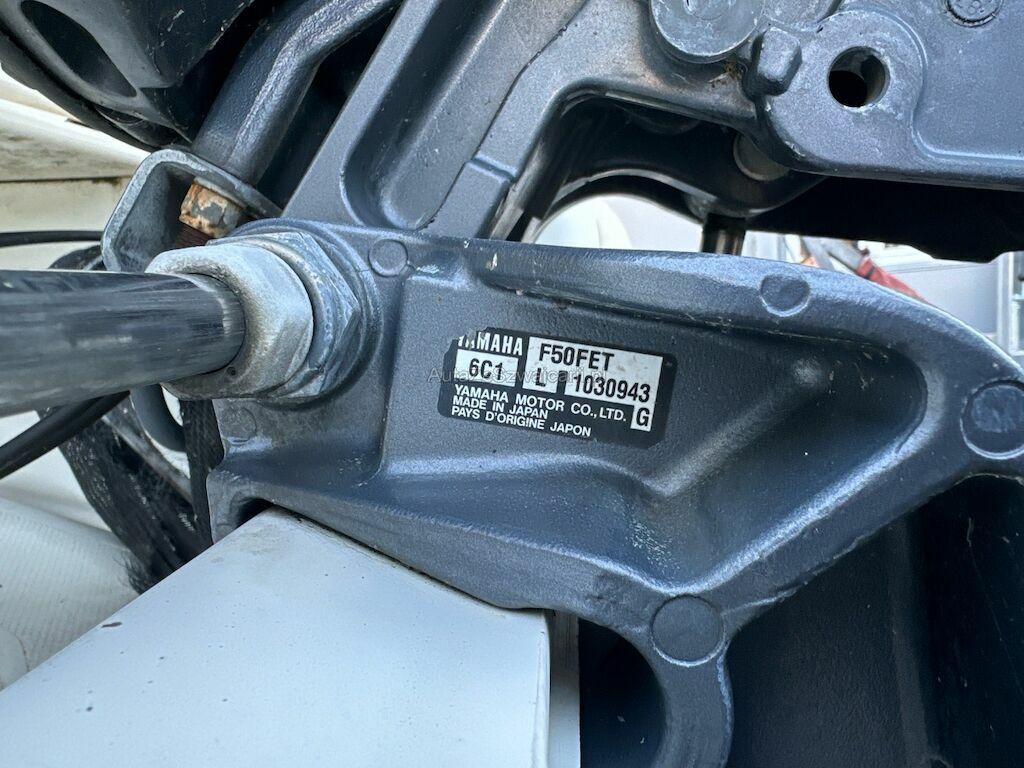 YAMAHA
F50FET
6C1
L 1030943
YAMAHA MOTOR CO., LTD.
MADE IN JAPAN
PAYS D'ORIGINE JAPON
G